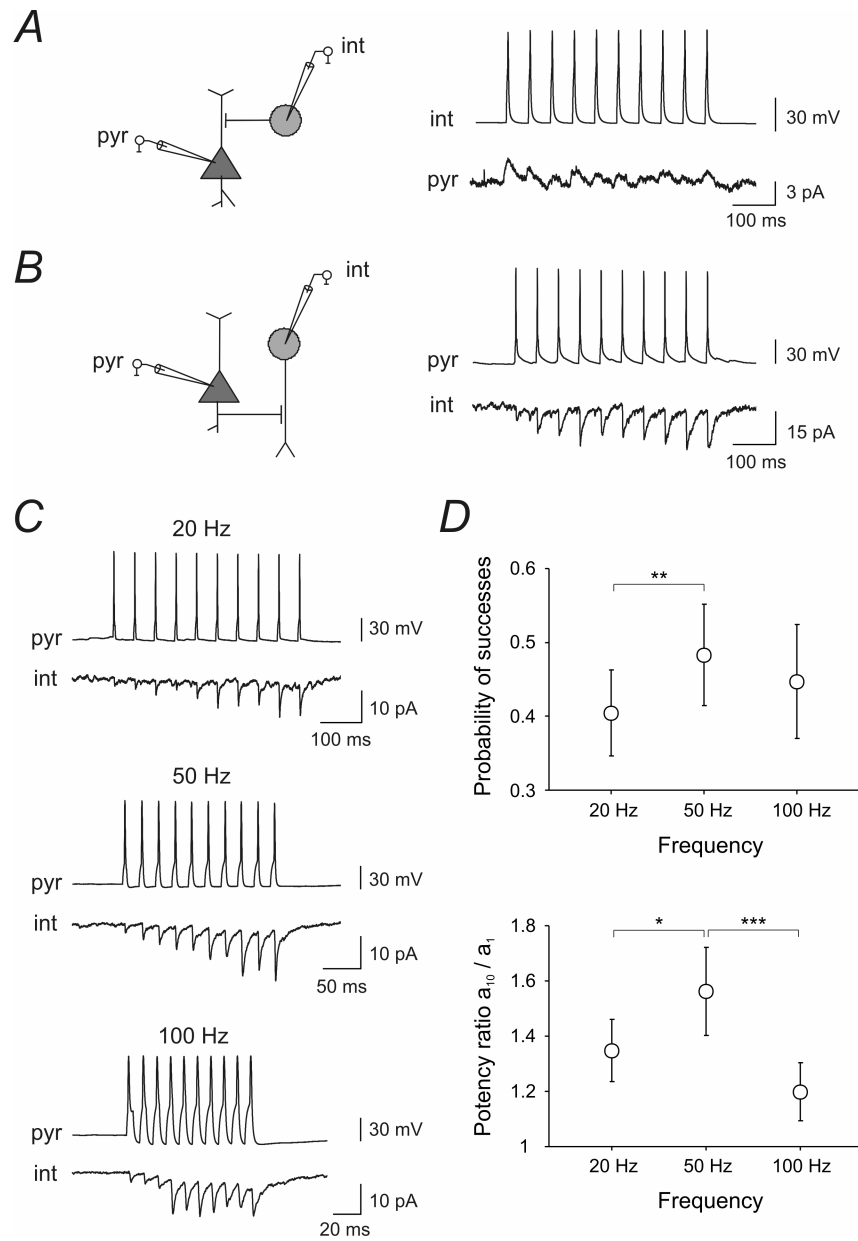 A
int
pyr
int
30 mV
pyr
3 pA
100 ms
B
int
pyr
pyr
30 mV
int
15 pA
100 ms
C
20 Hz
pyr
30 mV
int
10 pA
100 ms
50 Hz
pyr
30 mV
int
10 pA
50 ms
100 Hz
pyr
30 mV
int
10 pA
20 ms
D
Probability of successes
0.6
0.5
0.4
0.3
**
20 Hz 50 Hz 100 Hz
Frequency
Potency ratio a₁₀ / a₁
1.8
1.6
1.4
1.2
1
* ***
20 Hz 50 Hz 100 Hz
Frequency